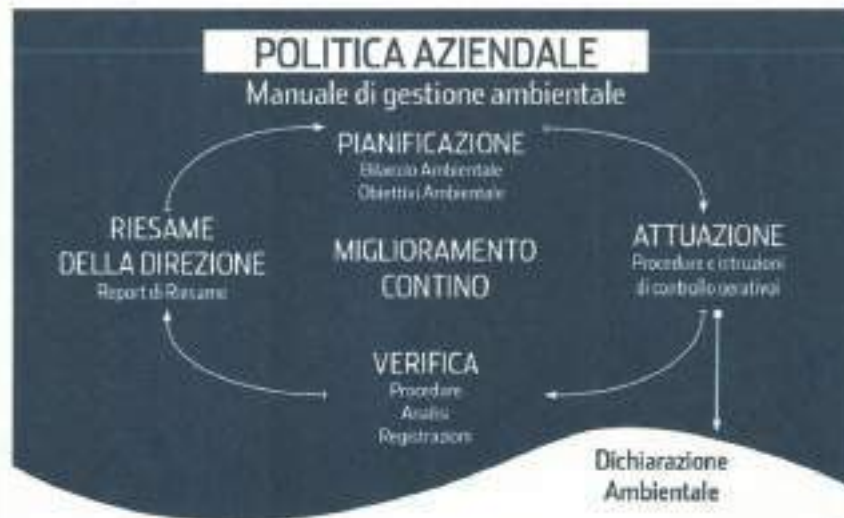 POLITICA AZIENDALE
Manuale di gestione ambientale
PIANIFICAZIONE
Bilancio Ambientale
Obiettivi Ambientale
RIESAME
DELLA DIREZIONE
Report di Riesame
MIGLIORAMENTO
CONTINO
ATTUAZIONE
Procedure e istruzioni
di controllo oerativoi
VERIFICA
Procedure
Analisi
Registrazioni
Dichiarazione
Ambientale